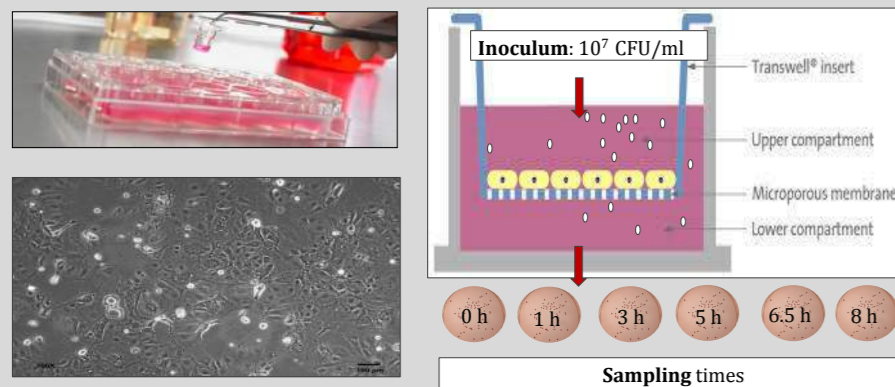 Inoculum: 10⁷ CFU/ml
Transwell® insert
Upper compartment
Microporous membrane
Lower compartment
0 h
1 h
3 h
5 h
6.5 h
8 h
Sampling times